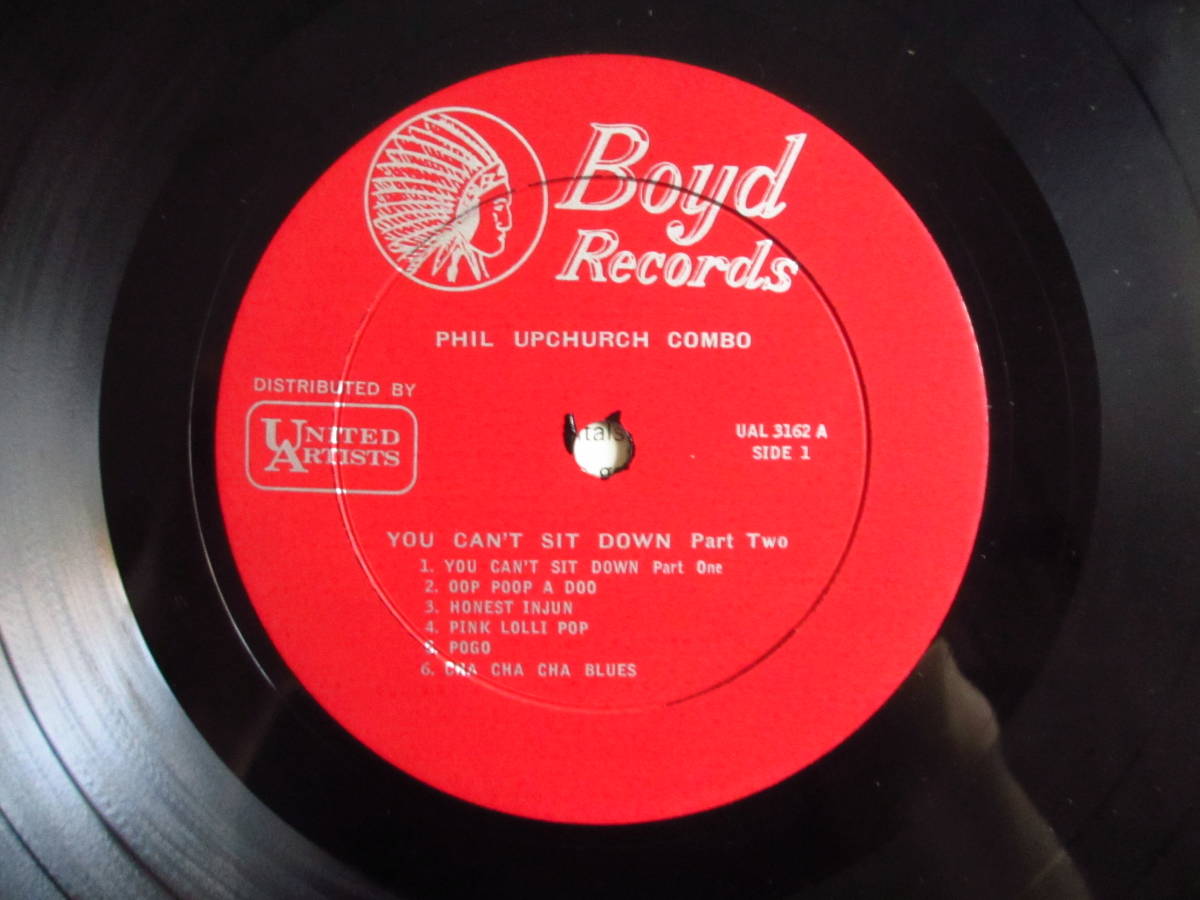 Boyd
Records
PHIL UPCHURCH COMBO
DISTRIBUTED BY
UNITED
ARTISTS
UAL 3162 A
SIDE 1
YOU CAN'T SIT DOWN Part Two
1. YOU CAN'T SIT DOWN Part One
2. OOP POOP A DOO
3. HONEST INJUN
4. PINK LOLLI POP
5. POGO
6. CHA CHA CHA BLUES